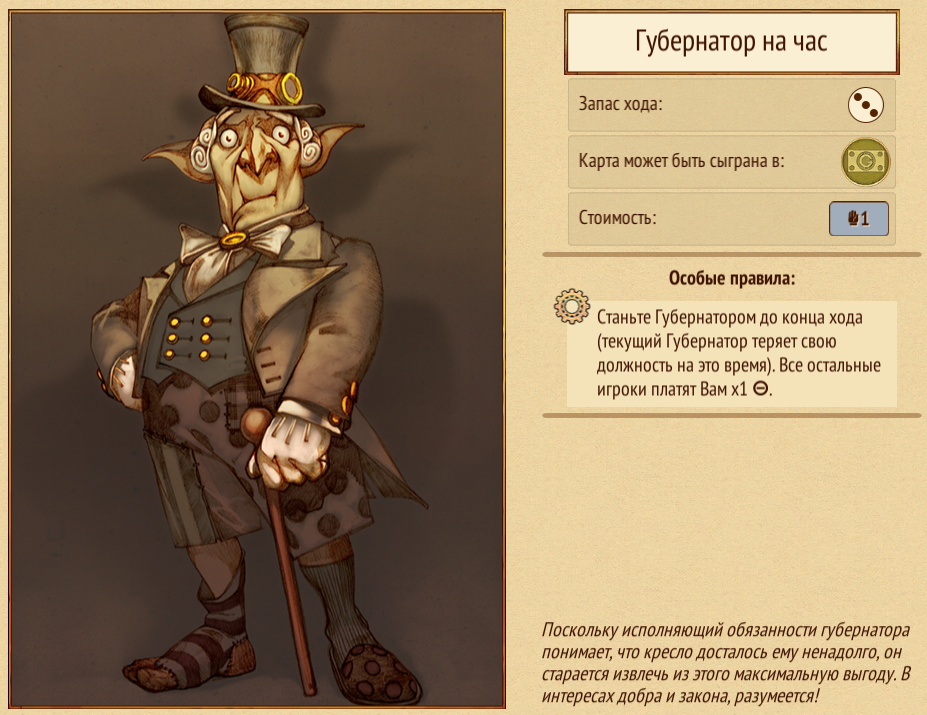 Губернатор на час
Запас хода:
Карта может быть сыграна в:
G
Стоимость:
1
Особые правила:
Станьте Губернатором до конца хода
(текущий Губернатор теряет свою
должность на это время). Все остальные
игроки платят Вам x1 ⊖.
Поскольку исполняющий обязанности губернатора
понимает, что кресло досталось ему ненадолго, он
старается извлечь из этого максимальную выгоду. В
интересах добра и закона, разумеется!